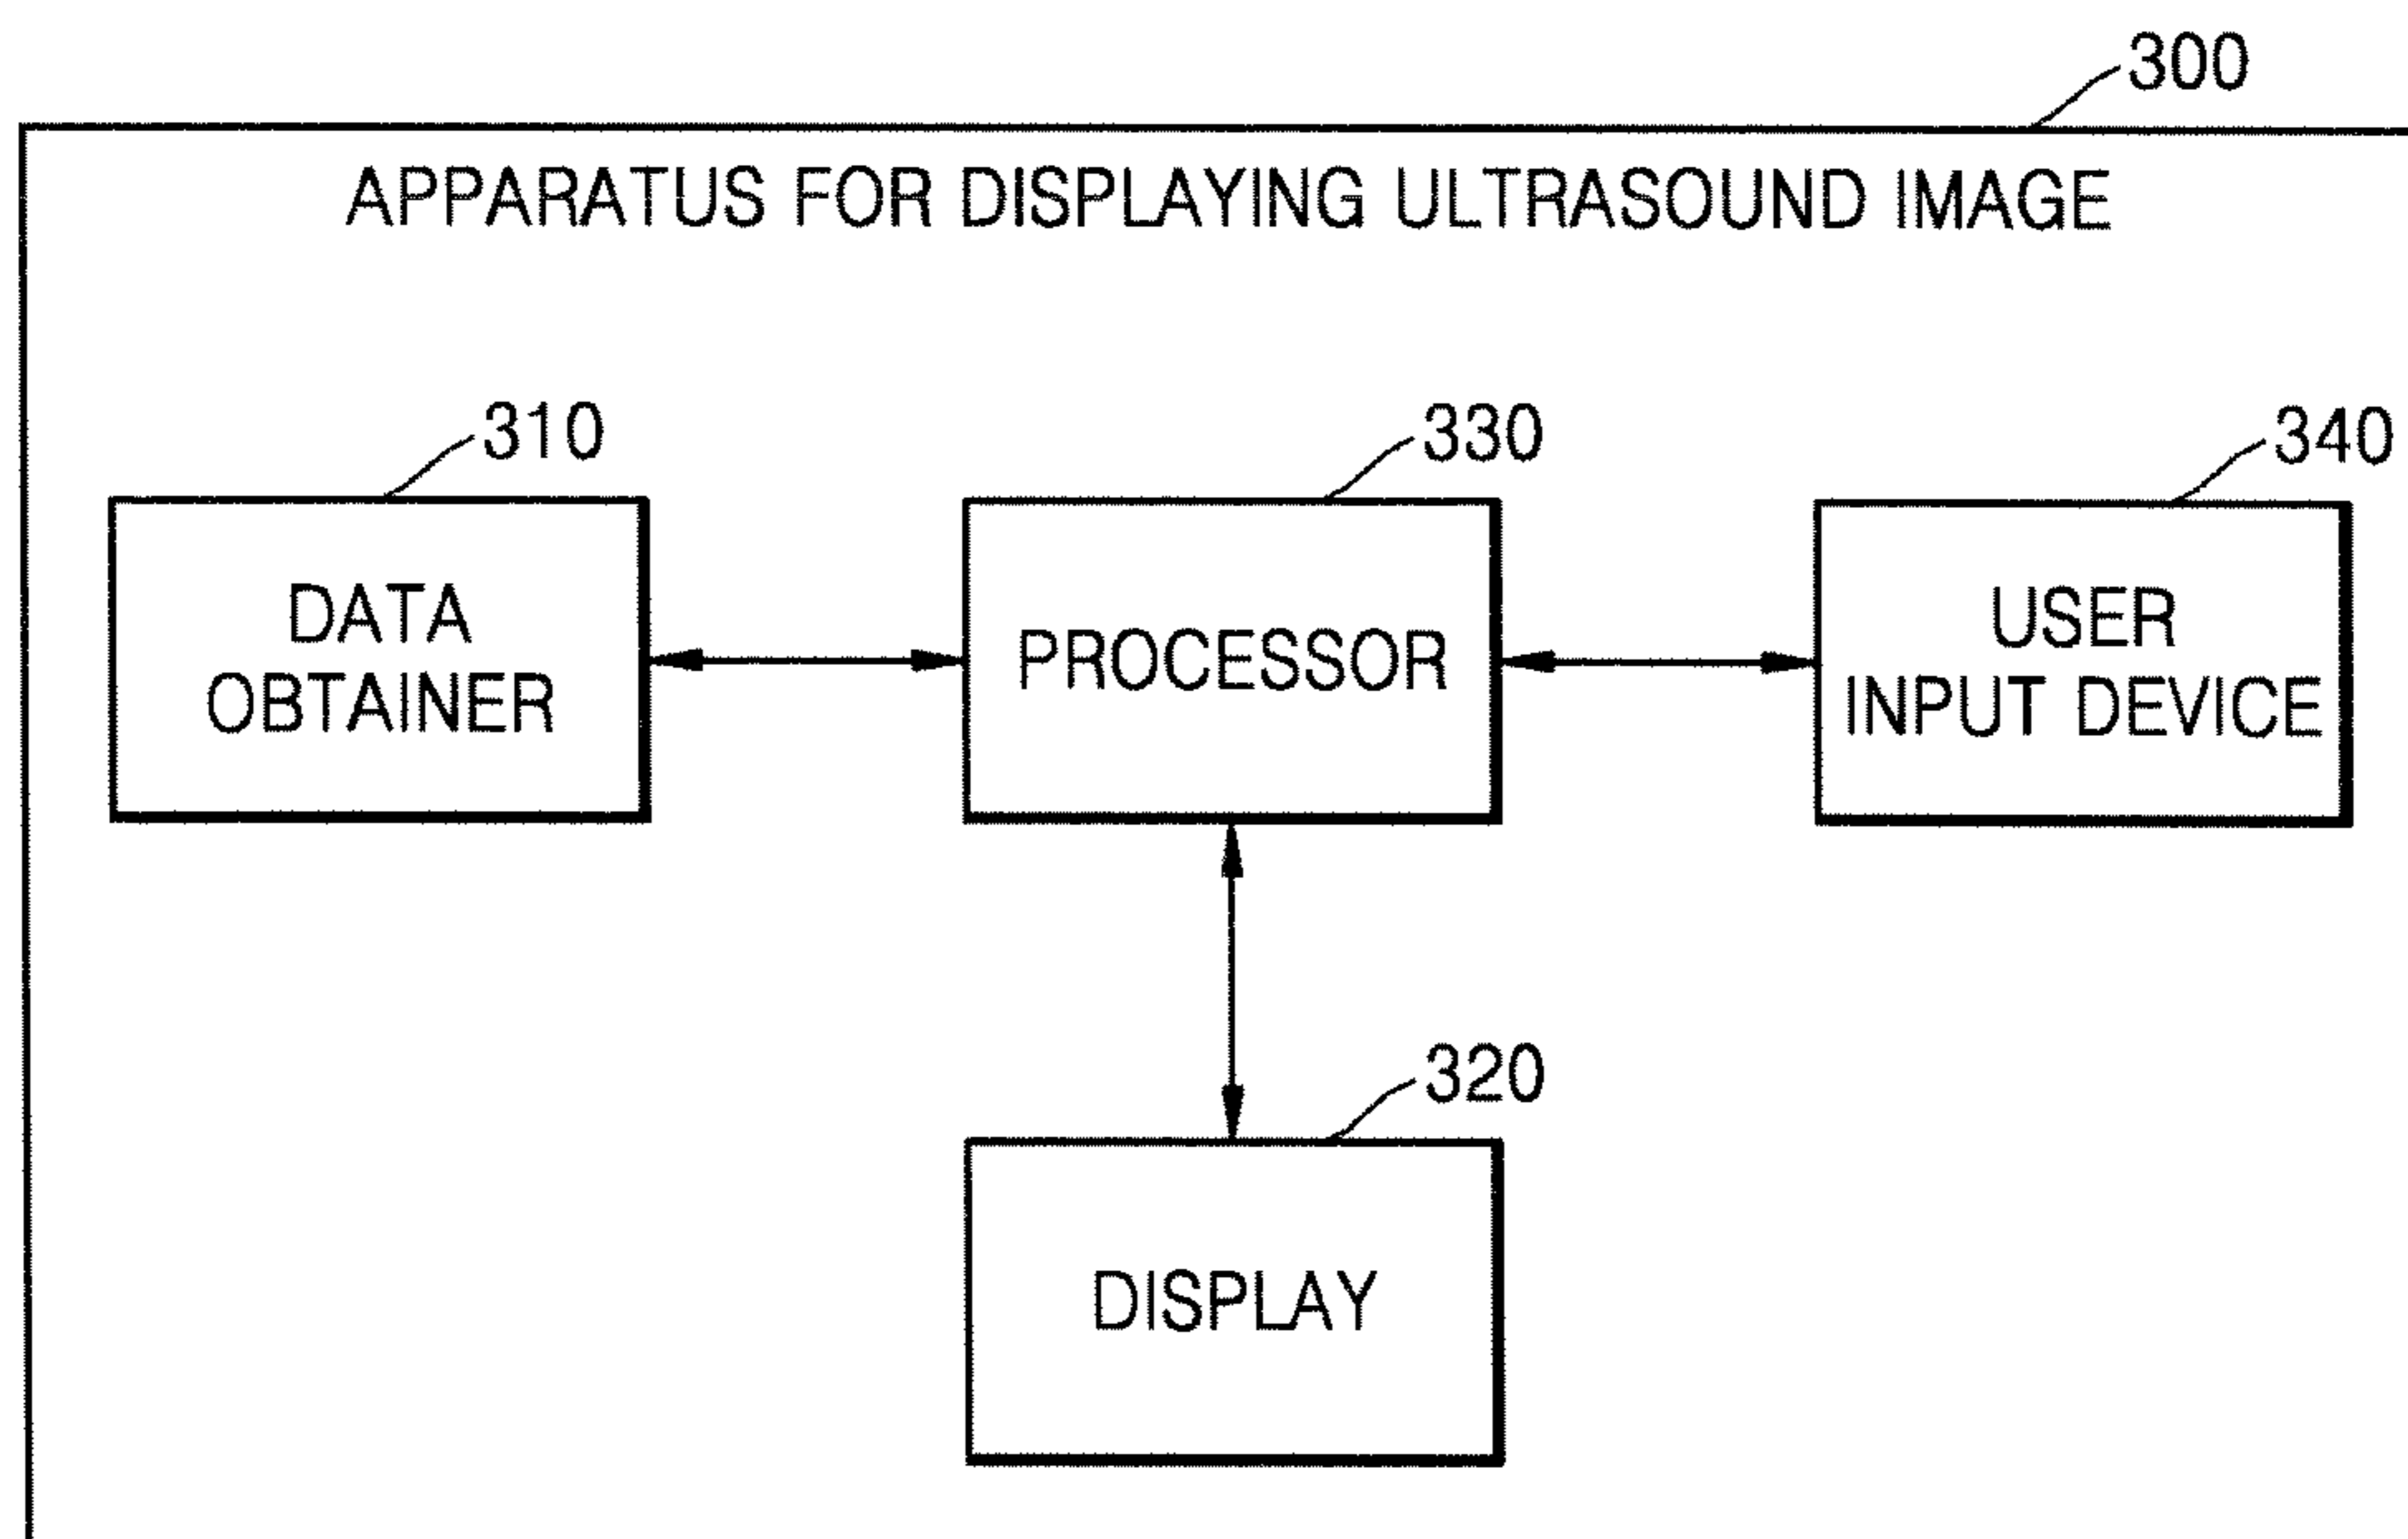 300
APPARATUS FOR DISPLAYING ULTRASOUND IMAGE
310
330
340
DATA
OBTAINER
PROCESSOR
USER
INPUT DEVICE
320
DISPLAY